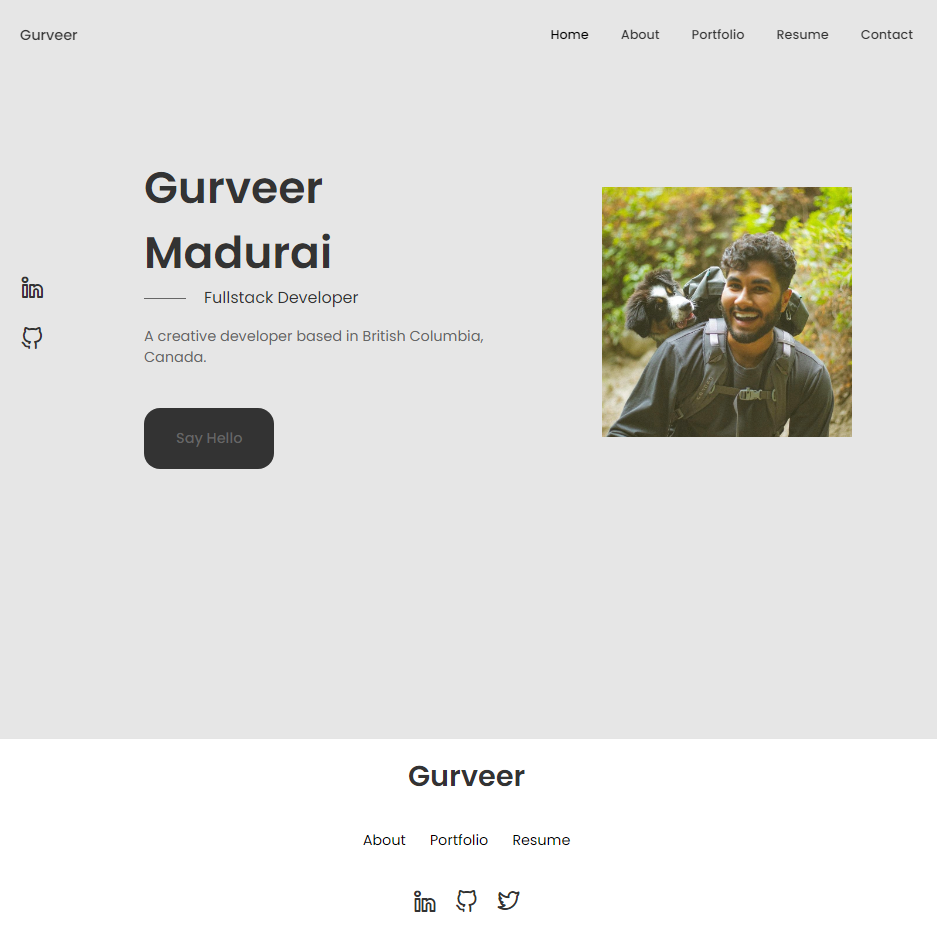 Gurveer
Home About Portfolio Resume Contact
Gurveer
Madurai
Fullstack Developer
A creative developer based in British Columbia,
Canada.
Say Hello
Gurveer
About Portfolio Resume